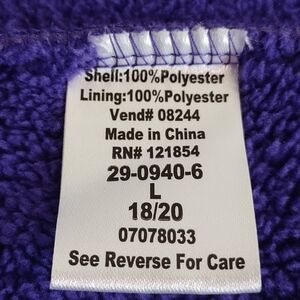 Shell:100%Polyester
Lining:100%Polyester
Vend# 08244
Made in China
RN# 121854
29-0940-6
L
18/20
07078033
See Reverse For Care